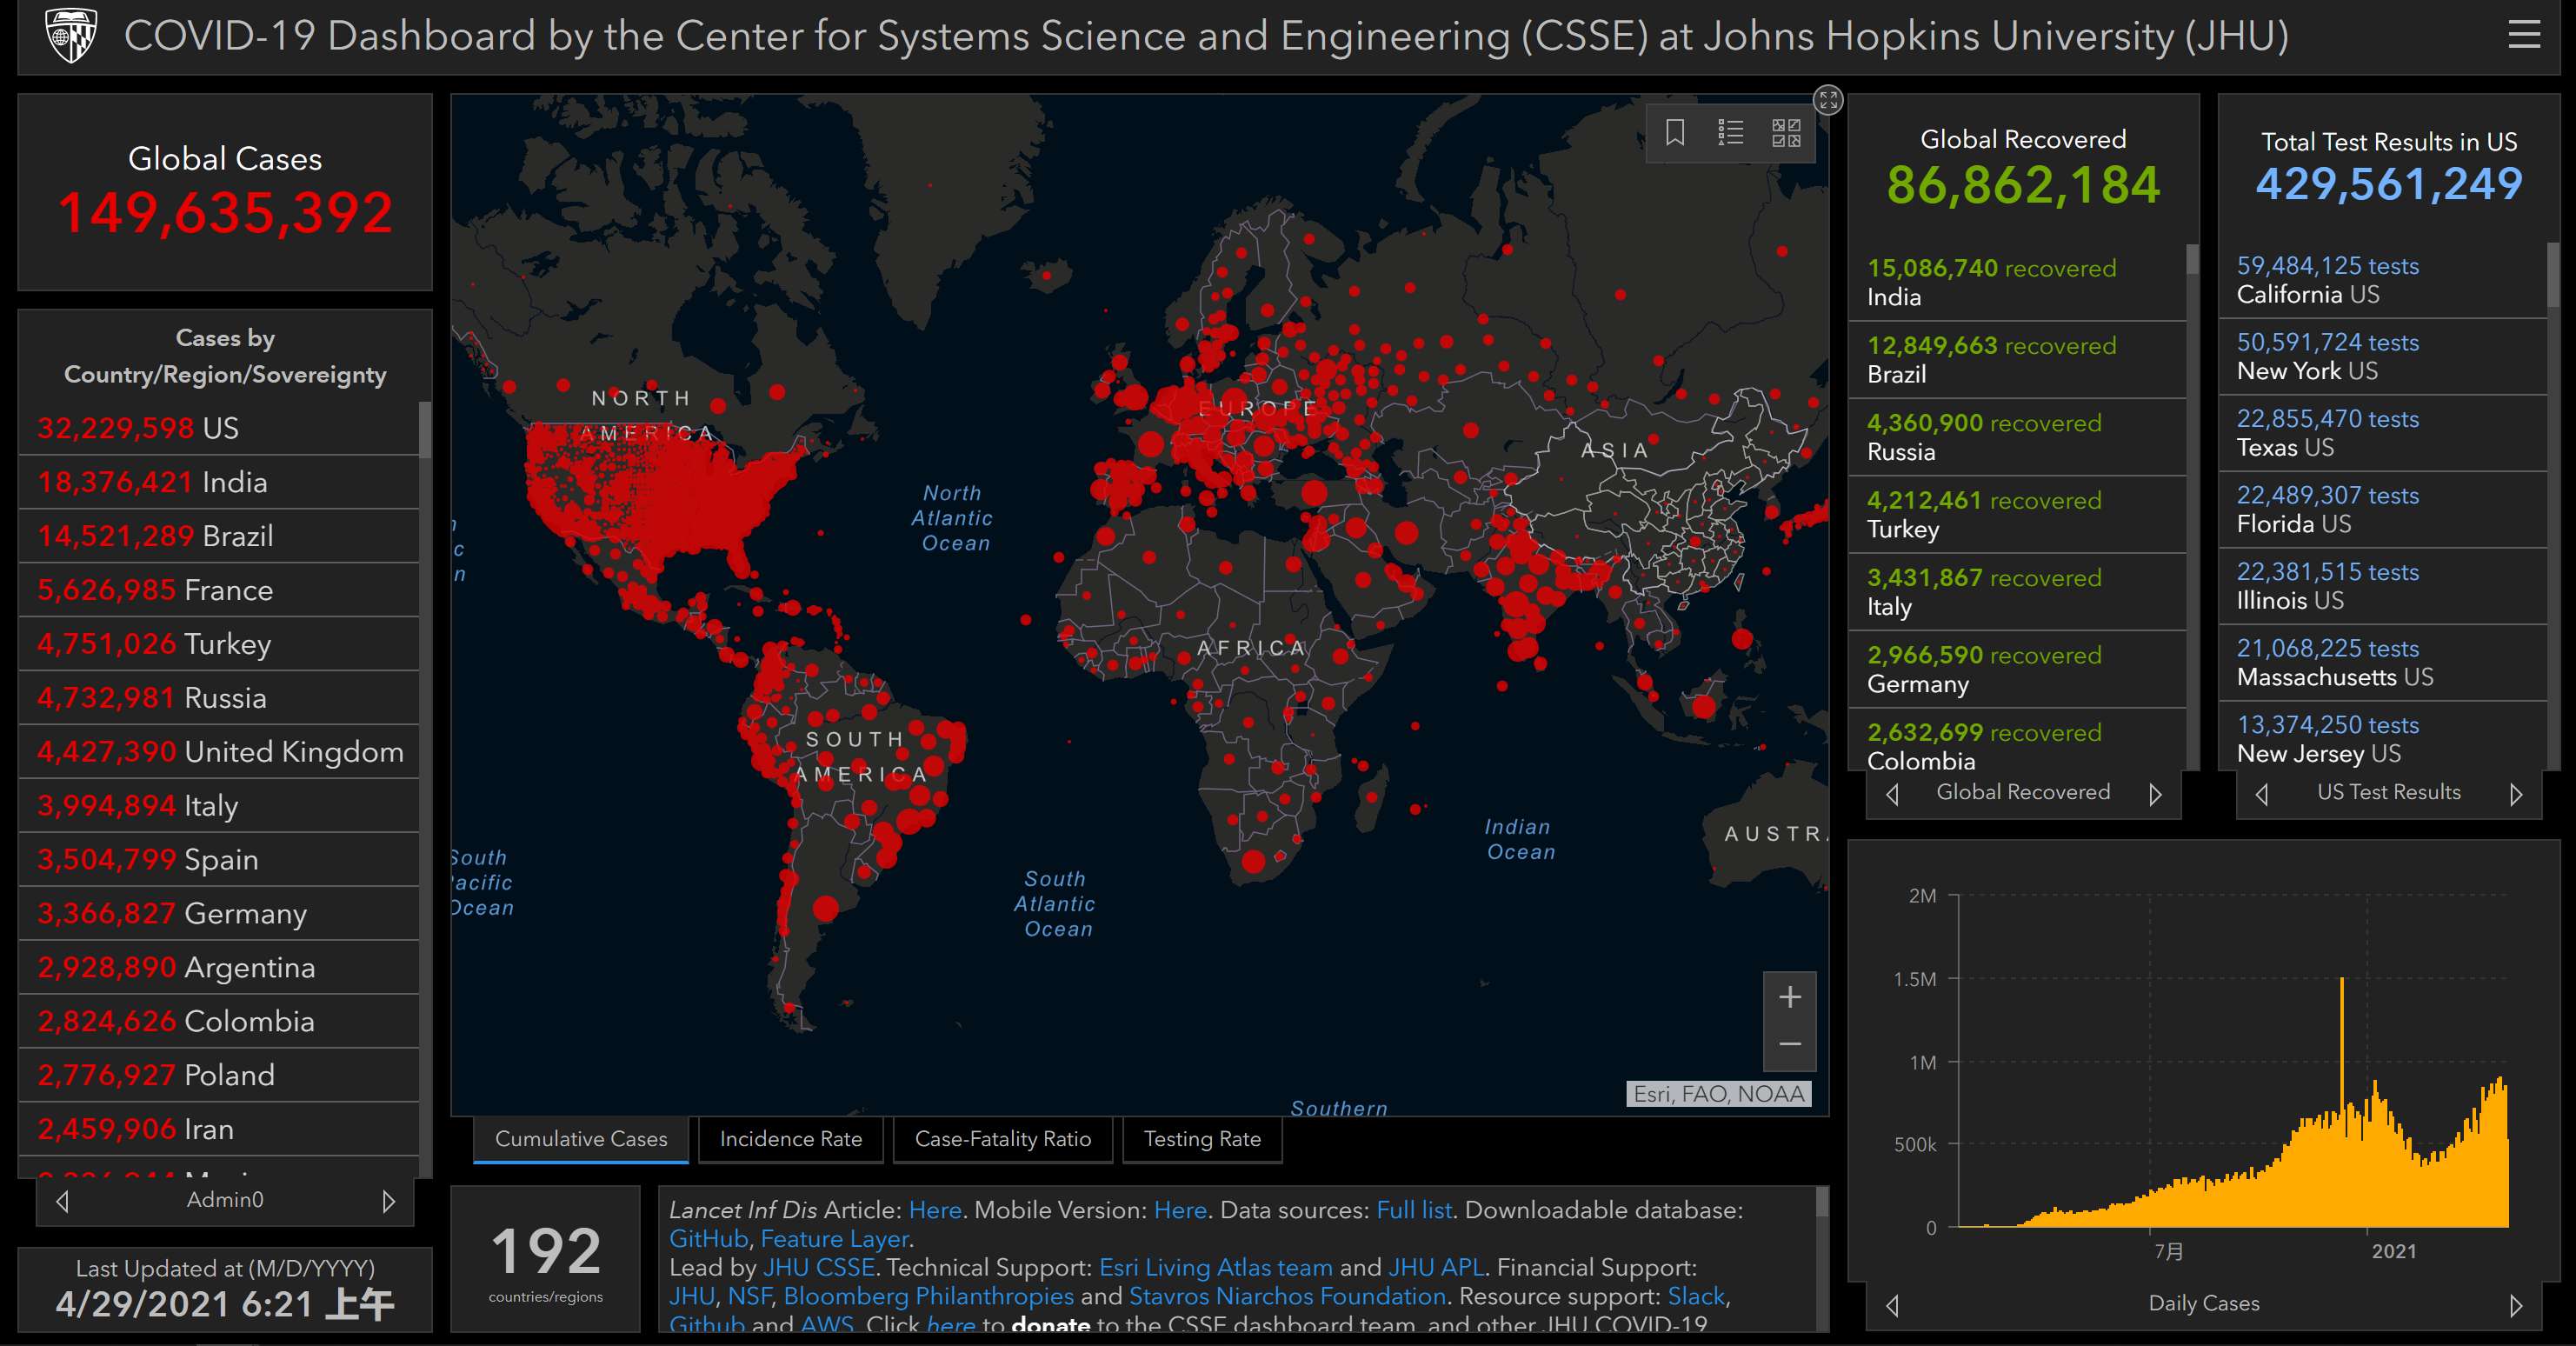 COVID-19 Dashboard by the Center for Systems Science and Engineering (CSSE) at Johns Hopkins University (JHU)
Global Cases
149,635,392
Cases by
Country/Region/Sovereignty
32,229,598 US
18,376,421 India
14,521,289 Brazil
5,626,985 France
4,751,026 Turkey
4,732,981 Russia
4,427,390 United Kingdom
3,994,894 Italy
3,504,799 Spain
3,366,827 Germany
2,928,890 Argentina
2,824,626 Colombia
2,776,927 Poland
2,459,906 Iran
Admin0
Last Updated at (M/D/YYYY)
4/29/2021 6:21 上午
NORTH
AMERICA
EUROPE
ASIA
North
Atlantic
Ocean
AFRICA
SOUTH
AMERICA
Indian
Ocean
AUSTR
South
Pacific
Ocean
South
Atlantic
Ocean
Southern
+
−
Esri, FAO, NOAA
Cumulative Cases
Incidence Rate
Case-Fatality Ratio
Testing Rate
192
countries/regions
Lancet Inf Dis Article: Here. Mobile Version: Here. Data sources: Full list. Downloadable database:
GitHub, Feature Layer.
Lead by JHU CSSE. Technical Support: Esri Living Atlas team and JHU APL. Financial Support:
JHU, NSF, Bloomberg Philanthropies and Stavros Niarchos Foundation. Resource support: Slack,
Github and AWS. Click here to donate to the CSSE dashboard team, and other JHU COVID-19
Global Recovered
86,862,184
15,086,740 recovered
India
12,849,663 recovered
Brazil
4,360,900 recovered
Russia
4,212,461 recovered
Turkey
3,431,867 recovered
Italy
2,966,590 recovered
Germany
2,632,699 recovered
Colombia
Global Recovered
Total Test Results in US
429,561,249
59,484,125 tests
California US
50,591,724 tests
New York US
22,855,470 tests
Texas US
22,489,307 tests
Florida US
22,381,515 tests
Illinois US
21,068,225 tests
Massachusetts US
13,374,250 tests
New Jersey US
US Test Results
2M
1.5M
1M
500k
0
7月
2021
Daily Cases